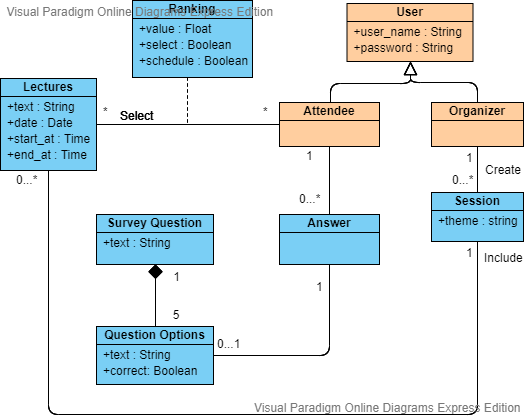 Visual Paradigm Online Diagrams Express Edition
Ranking
+value : Float
+select : Boolean
+schedule : Boolean
User
+user_name : String
+password : String
Lectures
+text : String
+date : Date
+start_at : Time
+end_at : Time
*
Select
*
Attendee
Organizer
1
1
Create
0...*
0...*
0...*
Session
+theme : string
Survey Question
+text : String
Answer
1
Include
1
1
5
Question Options
+text : String
+correct: Boolean
0...1
Visual Paradigm Online Diagrams Express Edition